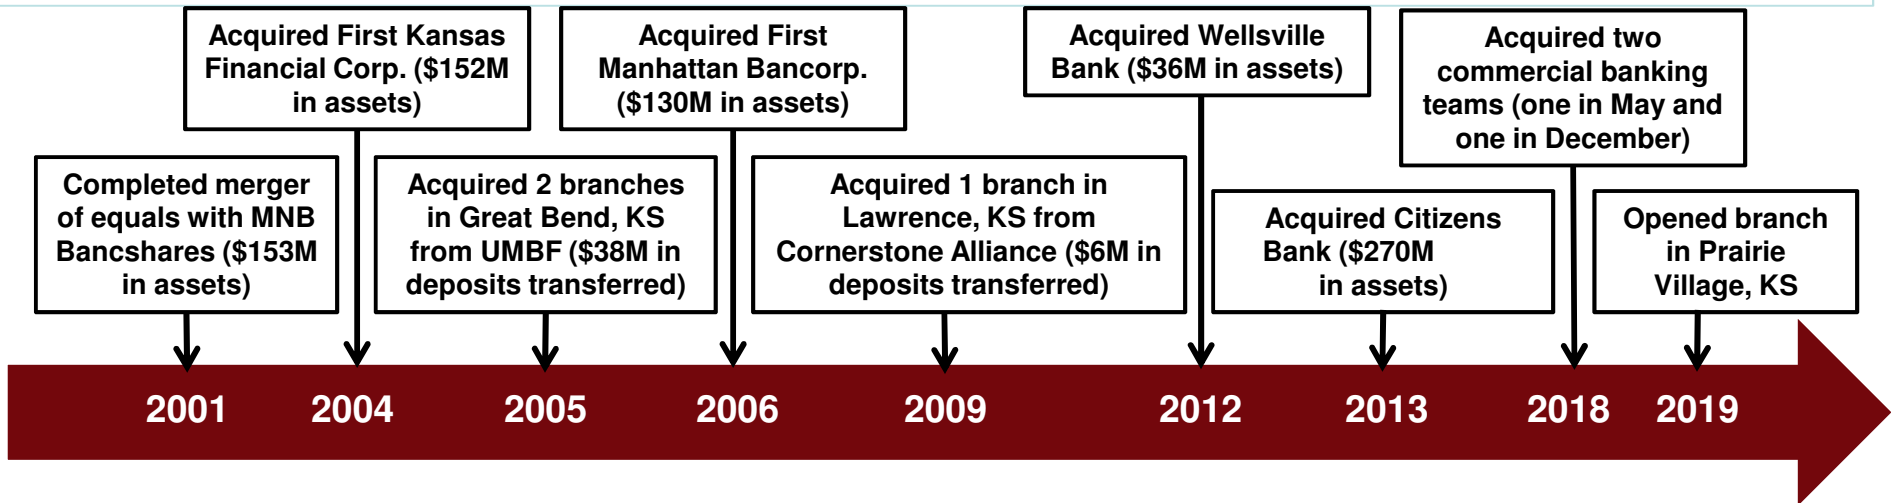 Acquired First Kansas
Financial Corp. ($152M
in assets)
Acquired First
Manhattan Bancorp.
($130M in assets)
Acquired Wellsville
Bank ($36M in assets)
Acquired two
commercial banking
teams (one in May and
one in December)
Completed merger
of equals with MNB
Bancshares ($153M
in assets)
Acquired 2 branches
in Great Bend, KS
from UMBF ($38M in
deposits transferred)
Acquired 1 branch in
Lawrence, KS from
Cornerstone Alliance ($6M in
deposits transferred)
Acquired Citizens
Bank ($270M
in assets)
Opened branch
in Prairie
Village, KS
2001 2004 2005 2006 2009 2012 2013 2018 2019